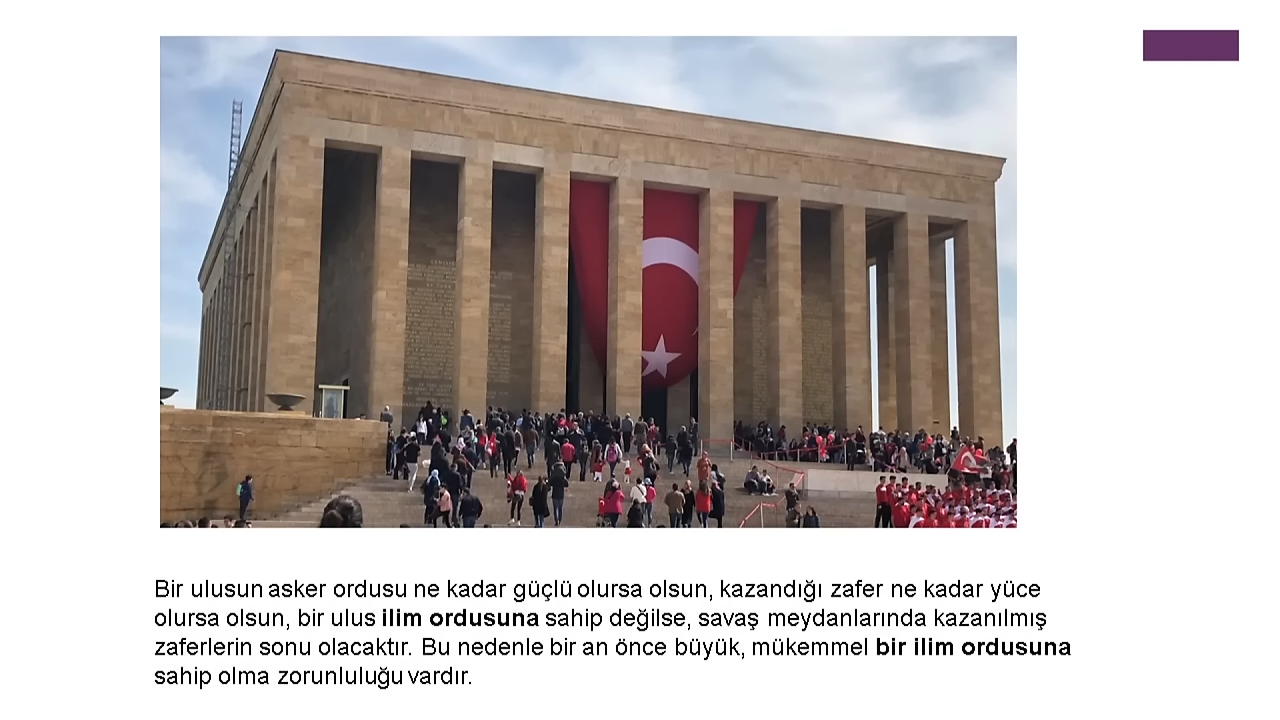 Bir ulusun asker ordusu ne kadar güçlü olursa olsun, kazandığı zafer ne kadar yüce
olursa olsun, bir ulus ilim ordusuna sahip değilse, savaş meydanlarında kazanılmış
zaferlerin sonu olacaktır. Bu nedenle bir an önce büyük, mükemmel bir ilim ordusuna
sahip olma zorunluluğu vardır.